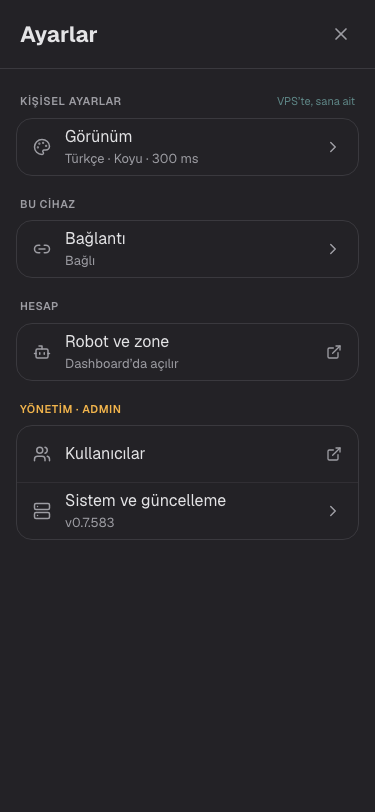 Ayarlar
KİŞİSEL AYARLAR
VPS'te, sana ait
Görünüm
Türkçe · Koyu · 300 ms
BU CİHAZ
Bağlantı
Bağlı
HESAP
Robot ve zone
Dashboard'da açılır
YÖNETİM · ADMIN
Kullanıcılar
Sistem ve güncelleme
v0.7.583